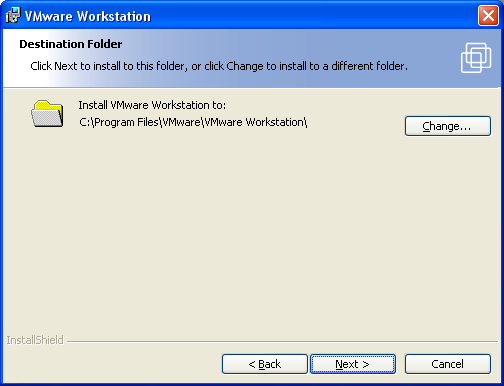 VMware Workstation
Destination Folder
Click Next to install to this folder, or click Change to install to a different folder.
Install VMware Workstation to:
C:\Program Files\VMware\VMware Workstation\
Change...
InstallShield
< Back
Next >
Cancel